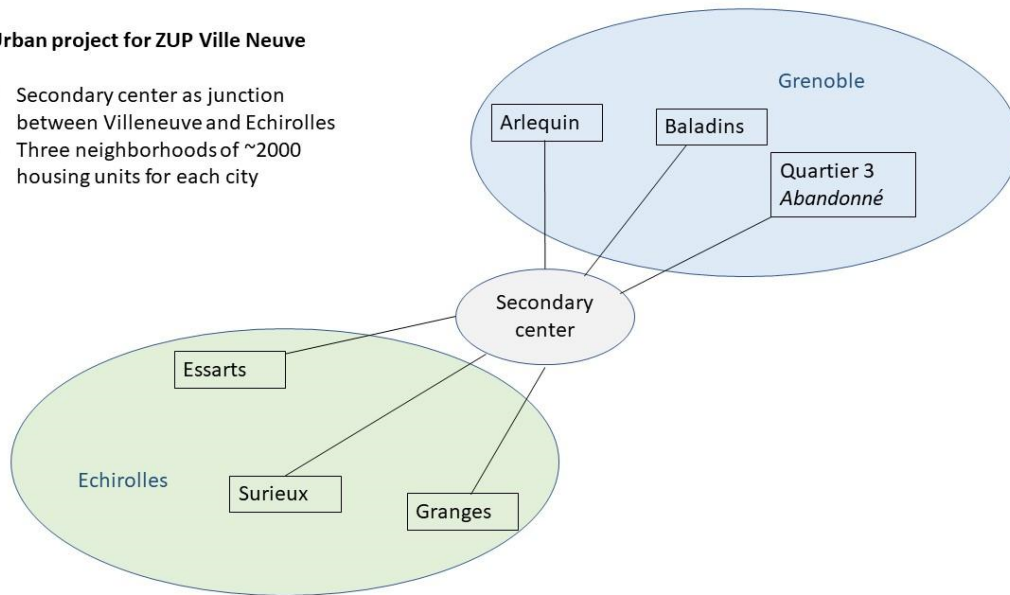 Urban project for ZUP Ville Neuve
Secondary center as junction
between Villeneuve and Echirolles
Three neighborhoods of ~2000
housing units for each city
Grenoble
Arlequin
Baladins
Quartier 3
Abandonné
Secondary
center
Essarts
Echirolles
Surieux
Granges